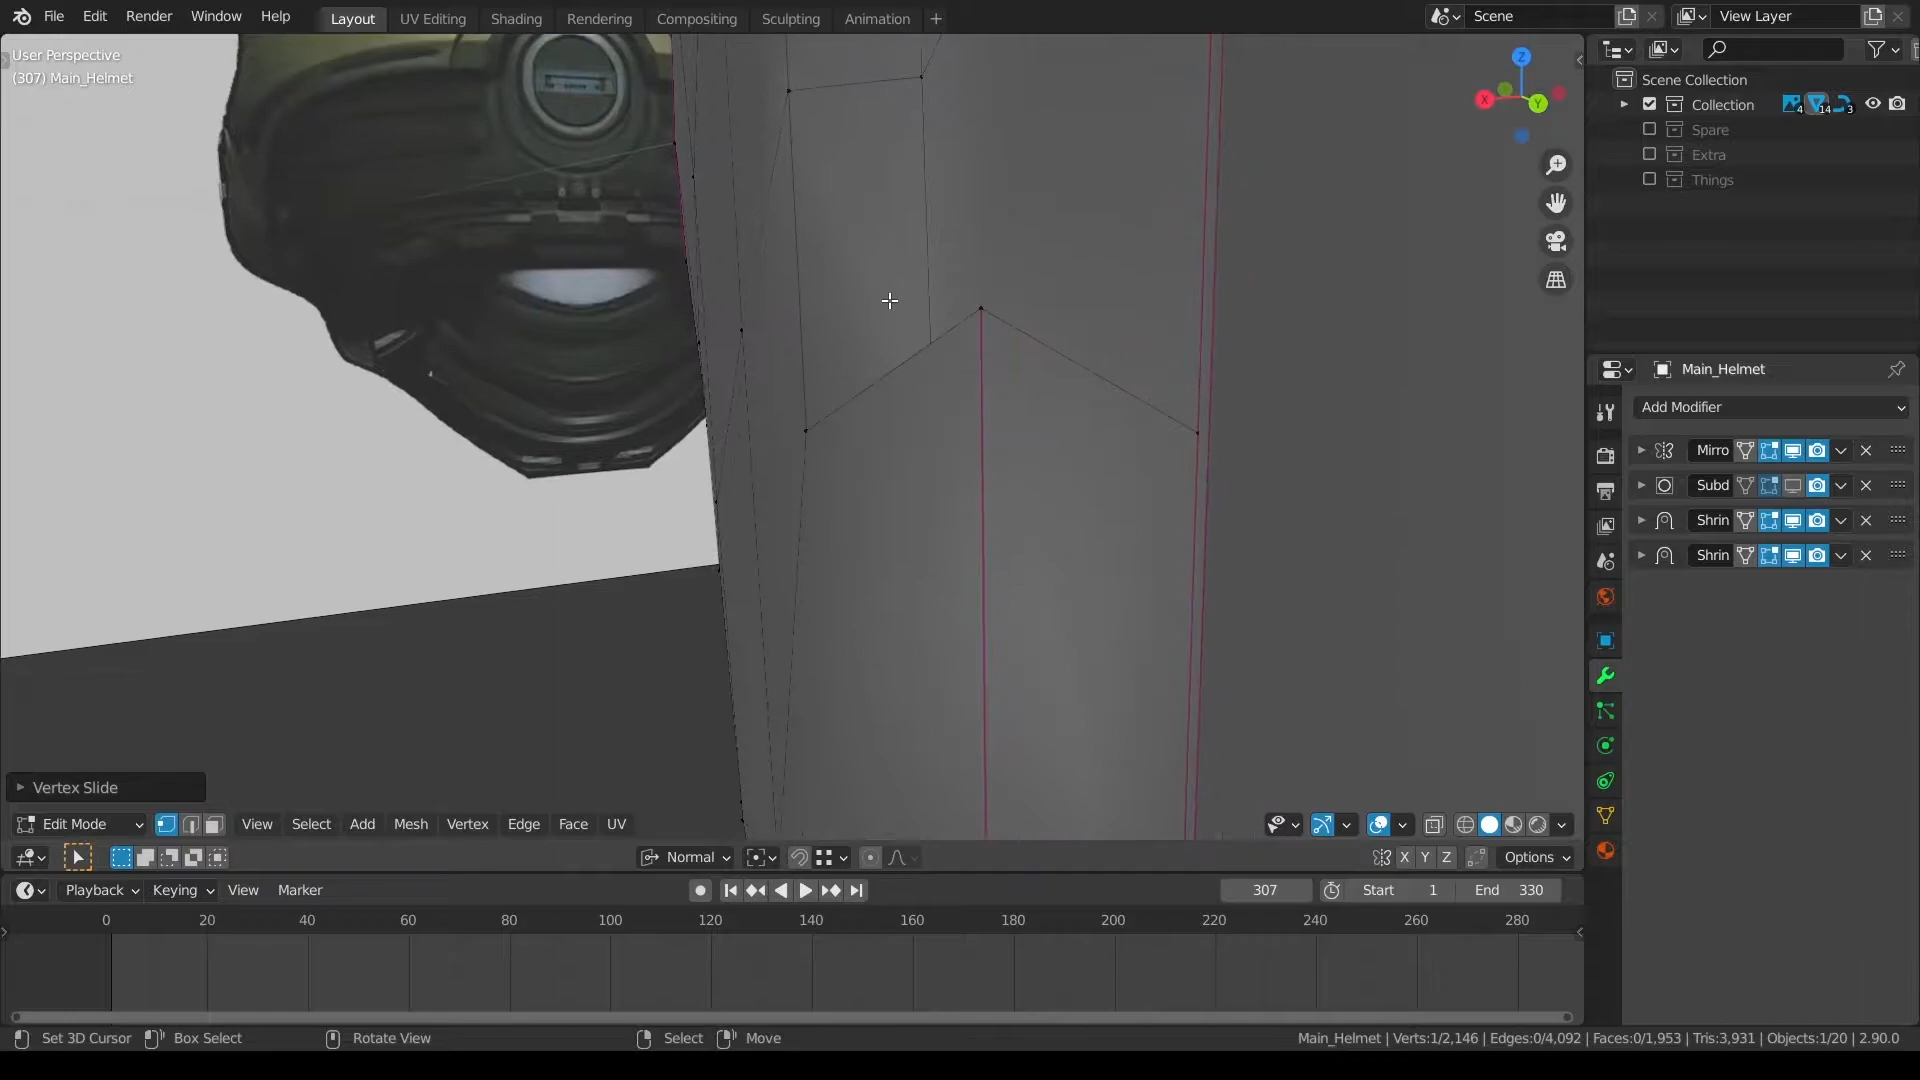 File Edit Render Window Help Layout UV Editing Shading Rendering Compositing Sculpting Animation + Scene View Layer
User Perspective
(307) Main_Helmet
Z
X
Y
Scene Collection
Collection 4 14 3
Spare
Extra
Things
Main_Helmet
Add Modifier
Mirro
Subd
Shrin
Shrin
Vertex Slide
Edit Mode View Select Add Mesh Vertex Edge Face UV
Normal X Y Z Options
Playback Keying View Marker 307 Start 1 End 330
0 20 40 60 80 100 120 140 160 180 200 220 240 260 280
Set 3D Cursor Box Select Rotate View Select Move Main_Helmet | Verts:1/2,146 | Edges:0/4,092 | Faces:0/1,953 | Tris:3,931 | Objects:1/20 | 2.90.0